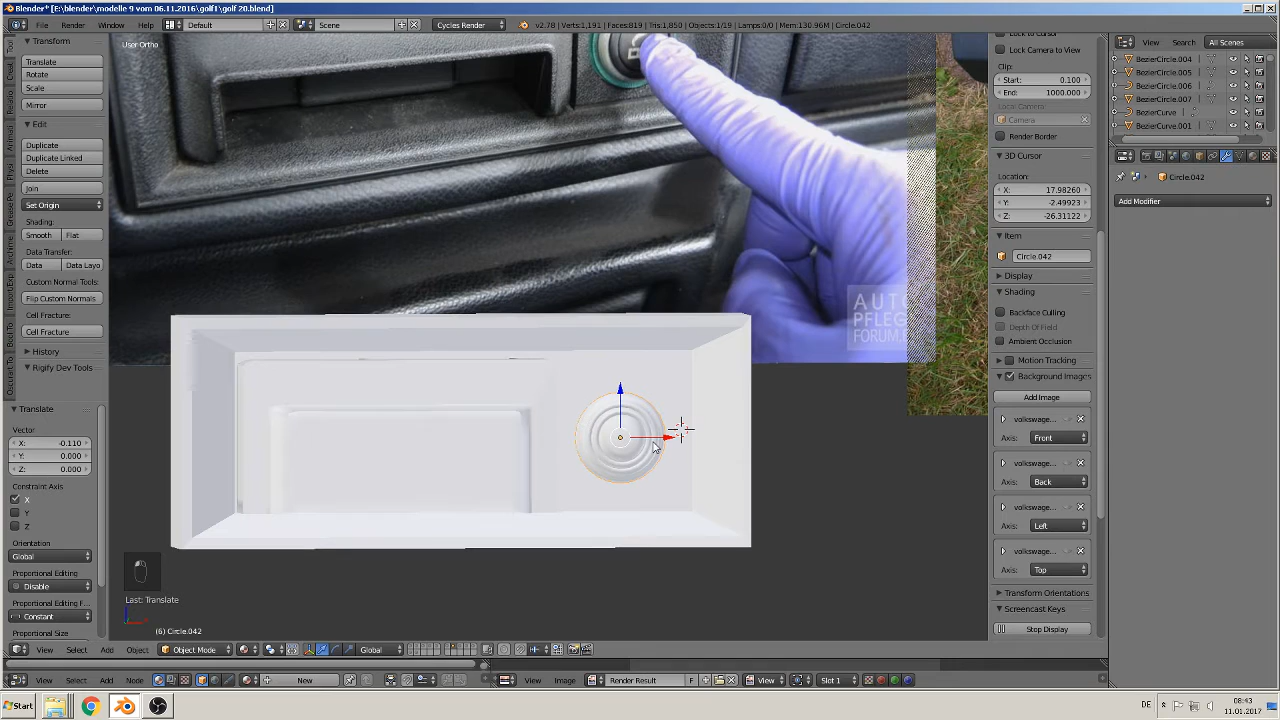 Blender* [E:\blender\modelle 9 vom 06.11.2016\golf1\golf 20.blend]
File Render Window Help Default Scene Cycles Render v2.78 | Verts:1,191 | Faces:819 | Tris:1,850 | Objects:1/19 | Lamps:0/0 | Mem:130.96M | Circle.042
Transform
Translate
Rotate
Scale
Mirror
Edit
Duplicate
Duplicate Linked
Delete
Join
Set Origin
Shading:
Smooth Flat
Data Transfer:
Data Data Layo
Custom Normal Tools:
Flip Custom Normals
Cell Fracture:
Cell Fracture
History
Rigify Dev Tools
Translate
Vector
X: -0.110
Y: 0.000
Z: 0.000
Constraint Axis
X
Y
Z
Orientation
Global
Proportional Editing
Disable
Proportional Editing F...
Constant
Proportional Size
User Ortho
AUTO
PFLEG
FORUM.D
Last: Translate
(6) Circle.042
View Select Add Object Object Mode Global
View Select Add Node New View Image Render Result F View Slot 1
Lock to Cursor
Lock Camera to View
Clip:
Start: 0.100
End: 1000.000
Local Camera:
Camera
Render Border
3D Cursor
Location:
X: 17.98260
Y: -2.49923
Z: -26.31122
Item
Circle.042
Display
Shading
Backface Culling
Depth Of Field
Ambient Occlusion
Motion Tracking
Background Images
Add Image
volkswage...
Axis: Front
volkswage...
Axis: Back
volkswage...
Axis: Left
volkswage...
Axis: Top
Transform Orientations
Screencast Keys
Stop Display
View Search All Scenes
BezierCircle.004
BezierCircle.005
BezierCircle.006
BezierCircle.007
BezierCurve
BezierCurve.001
Circle.042
Add Modifier
Start
DE
08:43
11.01.2017